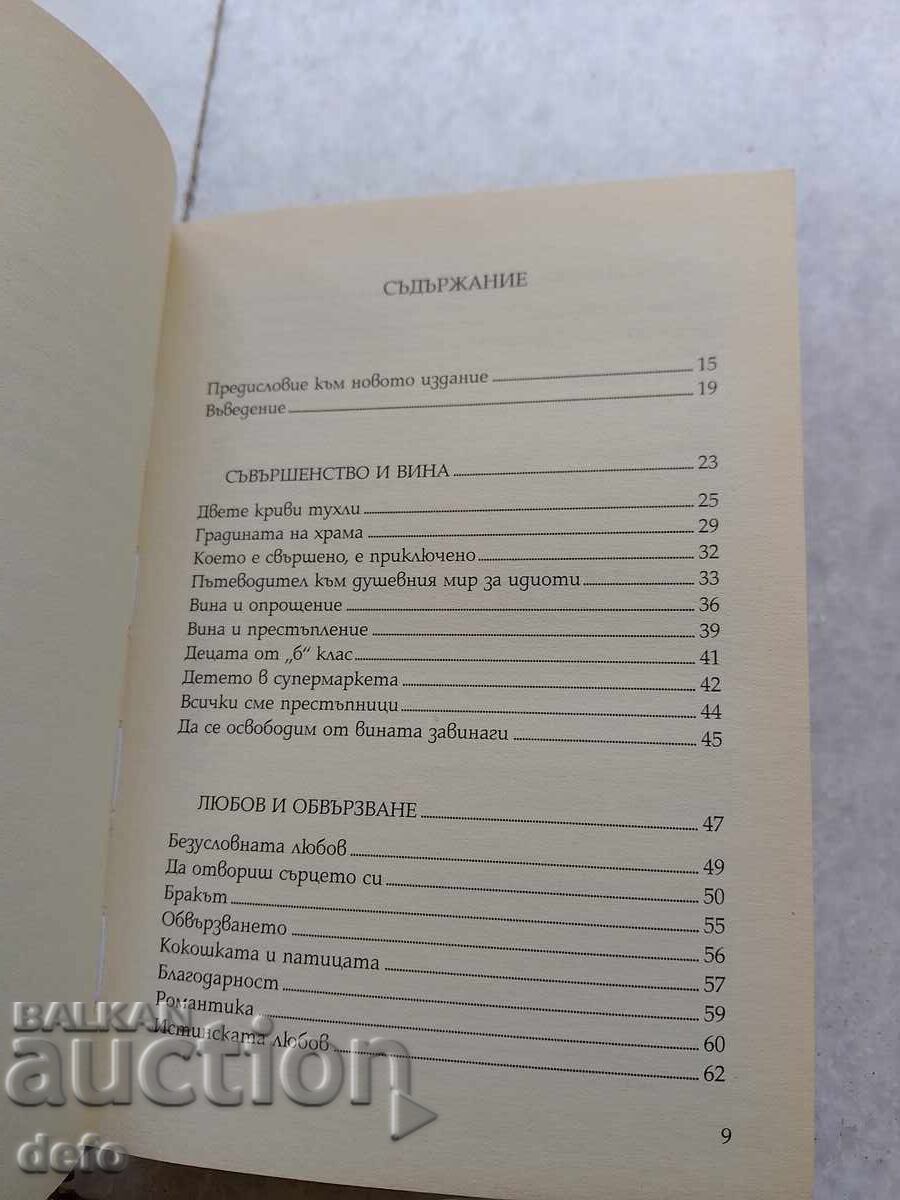 СЪДЪРЖАНИЕ
Предисловие към новото издание 15
Въведение 19
СЪВЪРШЕНСТВО И ВИНА 23
Двете криви тухли 25
Градината на храма 29
Което е свършено, е приключено 32
Пътеводител към душевния мир за идиоти 33
Вина и опрощение 36
Вина и престъпление 39
Децата от „б“ клас 41
Детето в супермаркета 42
Всички сме престъпници 44
Да се освободим от вината завинаги 45
ЛЮБОВ И ОБВЪРЗВАНЕ 47
Безусловната любов 49
Да отвориш сърцето си 50
Бракът 55
Обвързването 56
Кокошката и патицата 57
Благодарност 59
Романтика 60
Истинската любов 62
9
BALKAN
auction
defo